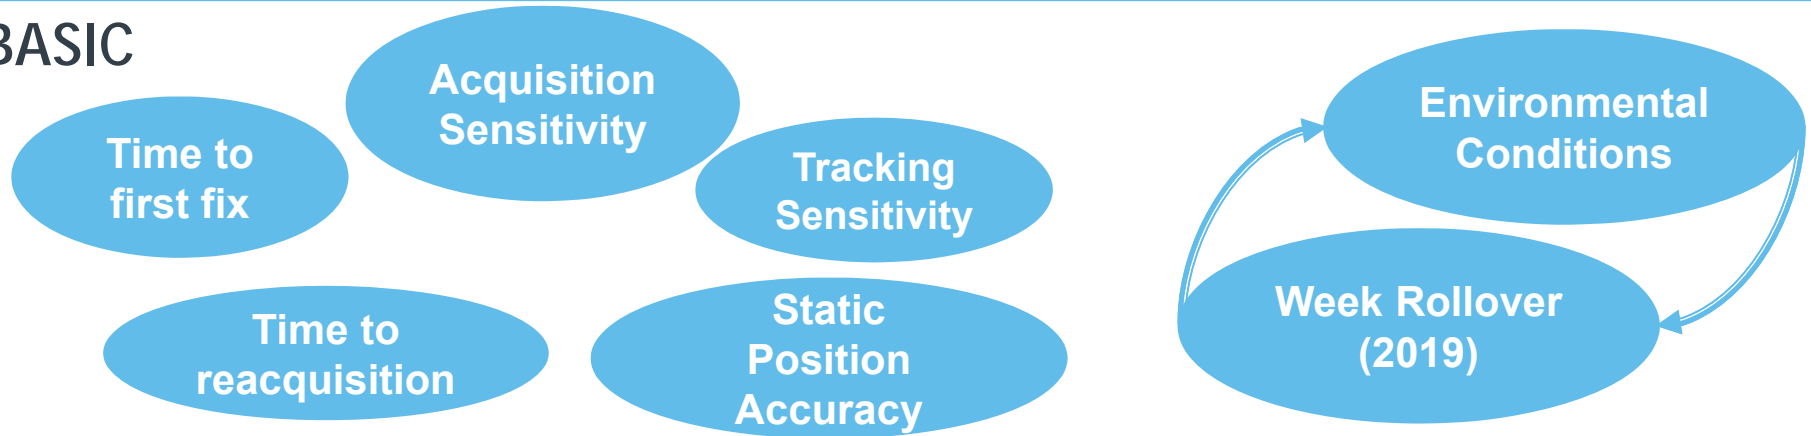 BASIC
Acquisition
Sensitivity
Time to
first fix
Tracking
Sensitivity
Time to
reacquisition
Static
Position
Accuracy
Environmental
Conditions
Week Rollover
(2019)